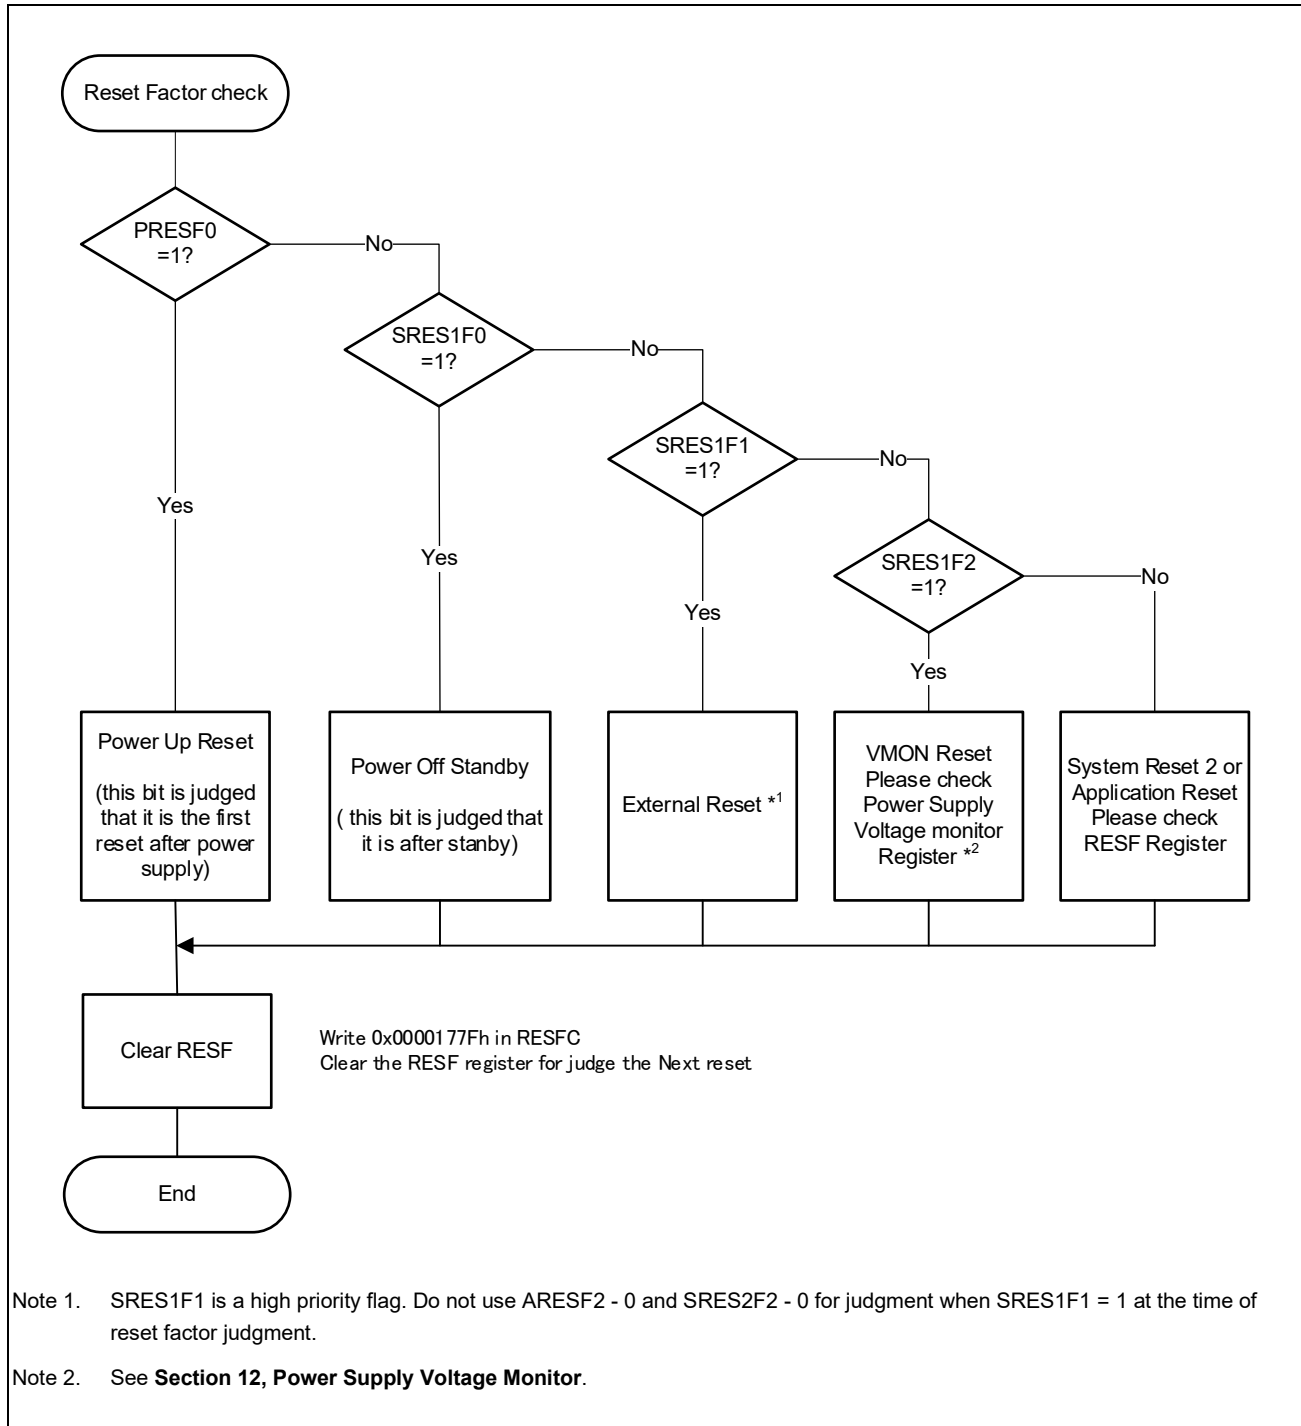 Reset Factor check
PRESF0
=1?
No
SRES1F0
=1?
No
SRES1F1
=1?
No
SRES1F2
=1?
No
Yes
Yes
Yes
Yes
Power Up Reset
(this bit is judged
that it is the first
reset after power
supply)
Power Off Standby
( this bit is judged that
it is after stanby)
External Reset *1
VMON Reset
Please check
Power Supply
Voltage monitor
Register *2
System Reset 2 or
Application Reset
Please check
RESF Register
Clear RESF
Write 0x0000177Fh in RESFC
Clear the RESF register for judge the Next reset
End
Note 1. SRES1F1 is a high priority flag. Do not use ARESF2 - 0 and SRES2F2 - 0 for judgment when SRES1F1 = 1 at the time of
reset factor judgment.
Note 2. See Section 12, Power Supply Voltage Monitor.